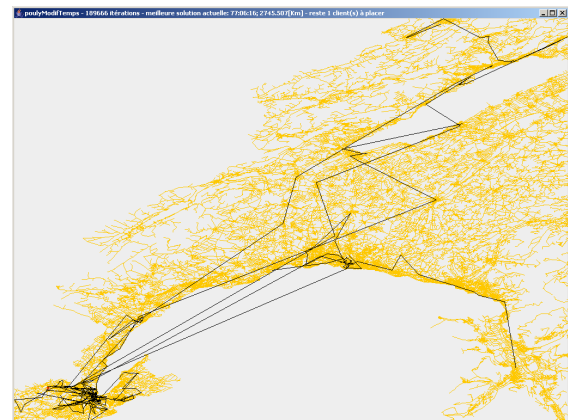 poulyModifTemps - 189666 itérations - meilleure solution actuelle: 77:06:16; 2745.507[Km] - reste 1 client(s) à placer